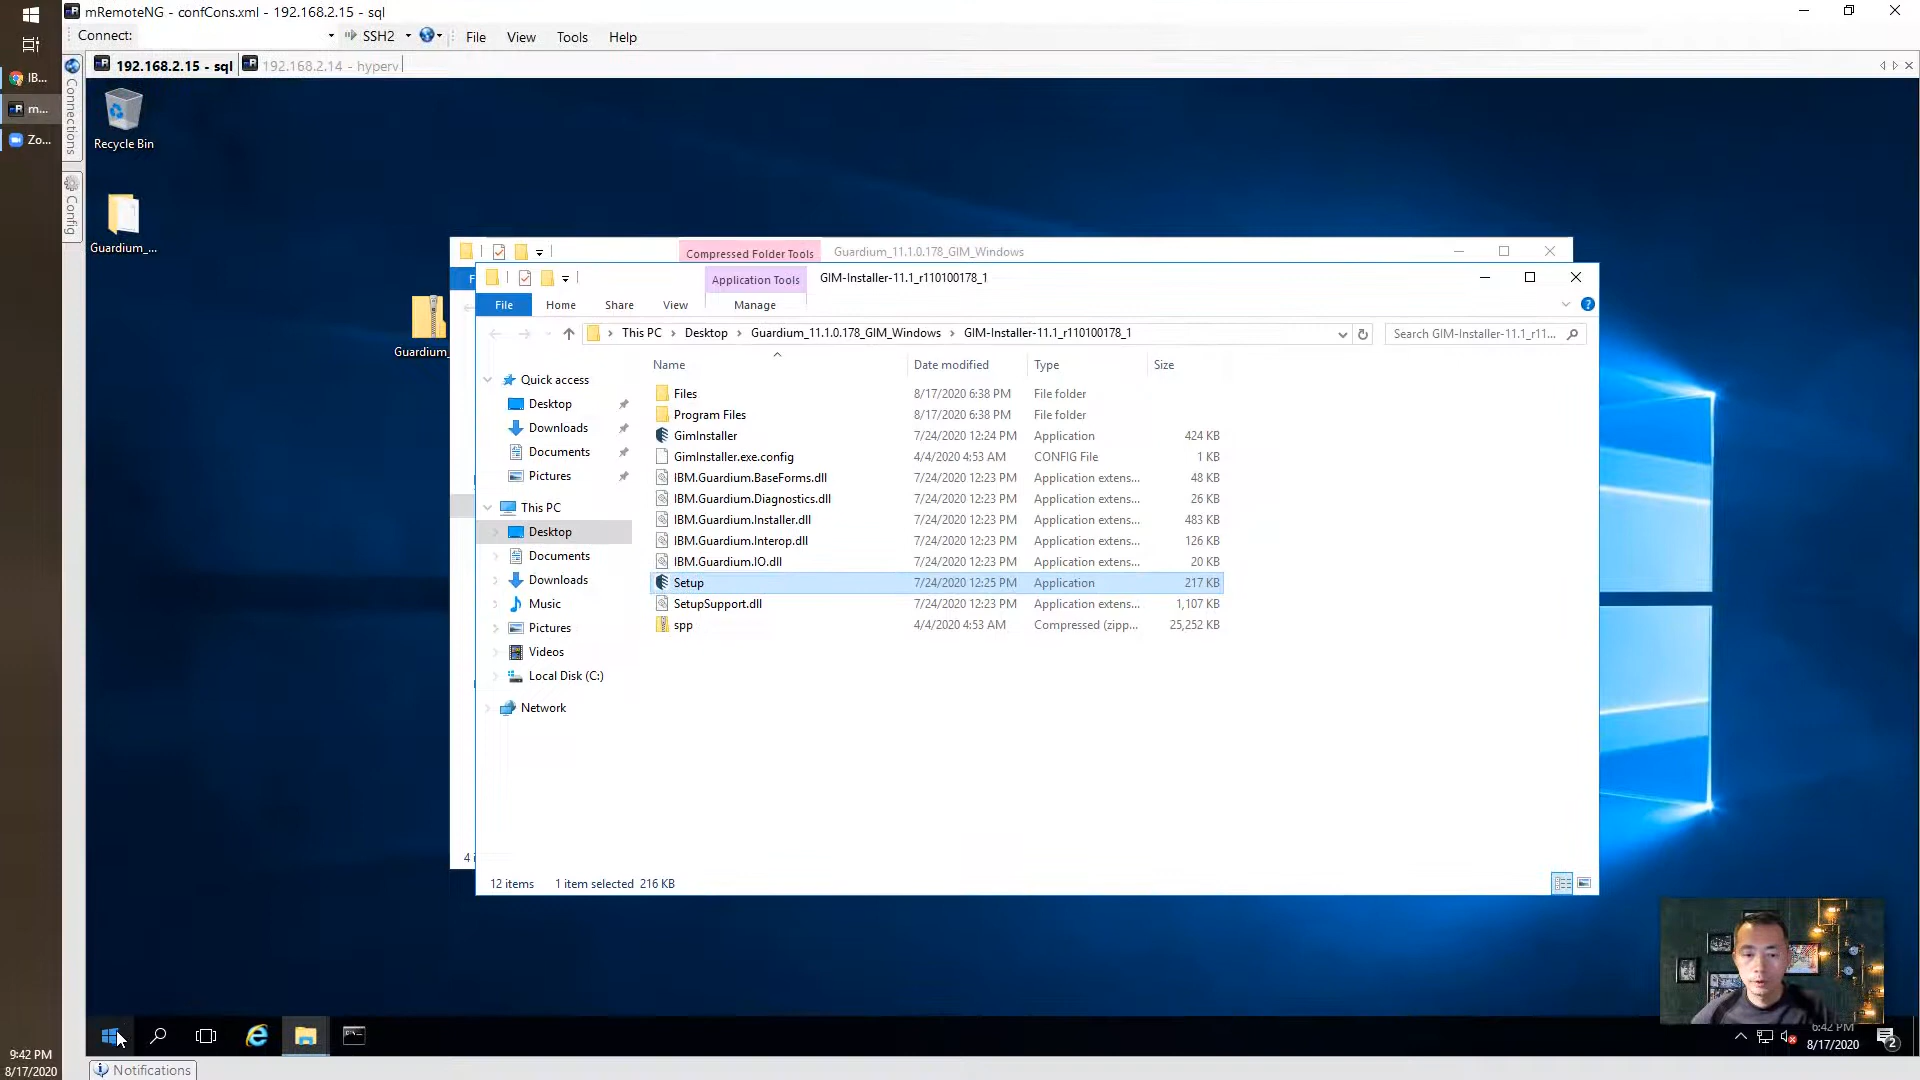 mRemoteNG - confCons.xml - 192.168.2.15 - sql
Connect:
SSH2
File
View
Tools
Help
IB...
m...
Zo...
Connections
Config
192.168.2.15 - sql
192.168.2.14 - hyperv
Recycle Bin
Guardium_...
Guardium_
Compressed Folder Tools
Guardium_11.1.0.178_GIM_Windows
Application Tools
GIM-Installer-11.1_r110100178_1
File
Home
Share
View
Manage
This PC
Desktop
Guardium_11.1.0.178_GIM_Windows
GIM-Installer-11.1_r110100178_1
Search GIM-Installer-11.1_r11...
Name
Date modified
Type
Size
Quick access
Desktop
Downloads
Documents
Pictures
This PC
Desktop
Documents
Downloads
Music
Pictures
Videos
Local Disk (C:)
Network
Files 8/17/2020 6:38 PM File folder
Program Files 8/17/2020 6:38 PM File folder
GimInstaller 7/24/2020 12:24 PM Application 424 KB
GimInstaller.exe.config 4/4/2020 4:53 AM CONFIG File 1 KB
IBM.Guardium.BaseForms.dll 7/24/2020 12:23 PM Application extens... 48 KB
IBM.Guardium.Diagnostics.dll 7/24/2020 12:23 PM Application extens... 26 KB
IBM.Guardium.Installer.dll 7/24/2020 12:23 PM Application extens... 483 KB
IBM.Guardium.Interop.dll 7/24/2020 12:23 PM Application extens... 126 KB
IBM.Guardium.IO.dll 7/24/2020 12:23 PM Application extens... 20 KB
Setup 7/24/2020 12:25 PM Application 217 KB
SetupSupport.dll 7/24/2020 12:23 PM Application extens... 1,107 KB
spp 4/4/2020 4:53 AM Compressed (zipp... 25,252 KB
12 items
1 item selected 216 KB
6:42 PM
8/17/2020
2
9:42 PM
8/17/2020
Notifications